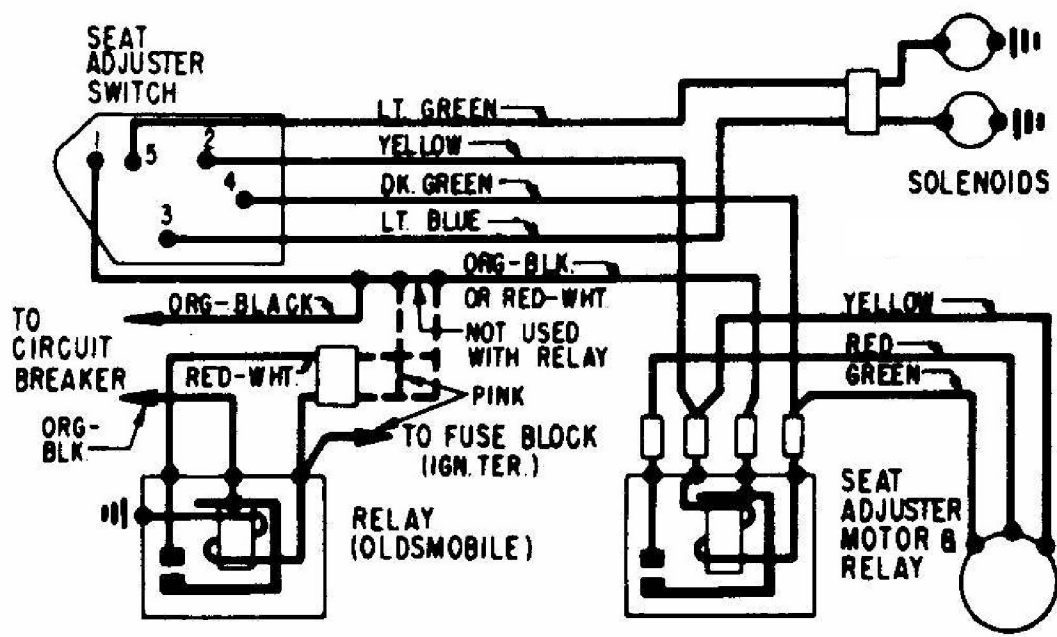 SEAT
ADJUSTER
SWITCH
1
5
2
4
3
LT. GREEN
YELLOW
DK. GREEN
LT. BLUE
ORG-BLK.
OR RED-WHT.
ORG-BLACK
NOT USED
WITH RELAY
TO
CIRCUIT
BREAKER
RED-WHT.
PINK
ORG-
BLK.
TO FUSE BLOCK
(IGN. TER.)
RELAY
(OLDSMOBILE)
SOLENOIDS
YELLOW
RED
GREEN
SEAT
ADJUSTER
MOTOR &
RELAY